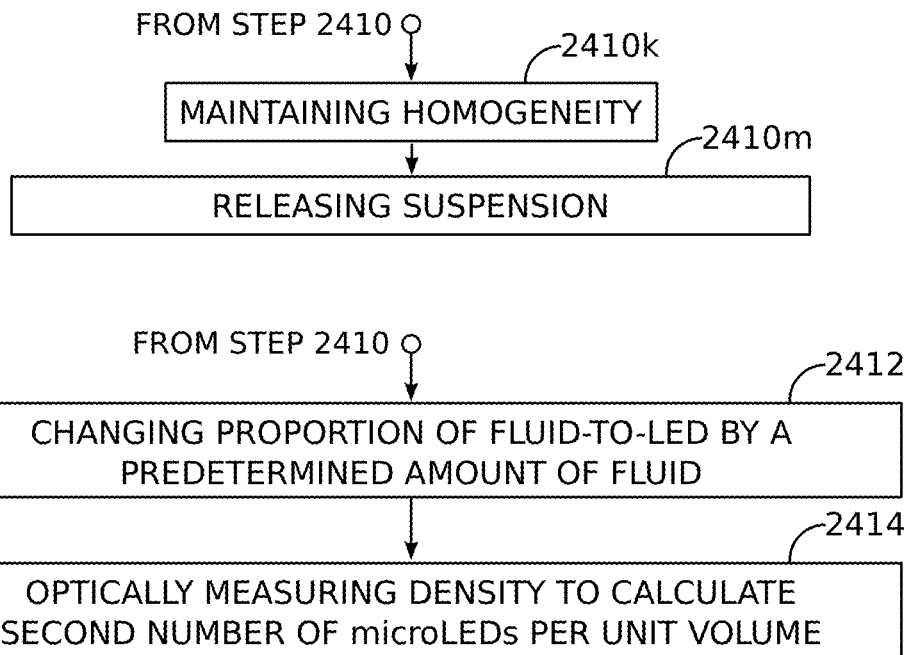 FROM STEP 2410
2410k
MAINTAINING HOMOGENEITY
2410m
RELEASING SUSPENSION
FROM STEP 2410
2412
CHANGING PROPORTION OF FLUID-TO-LED BY A
PREDETERMINED AMOUNT OF FLUID
2414
OPTICALLY MEASURING DENSITY TO CALCULATE
SECOND NUMBER OF microLEDs PER UNIT VOLUME